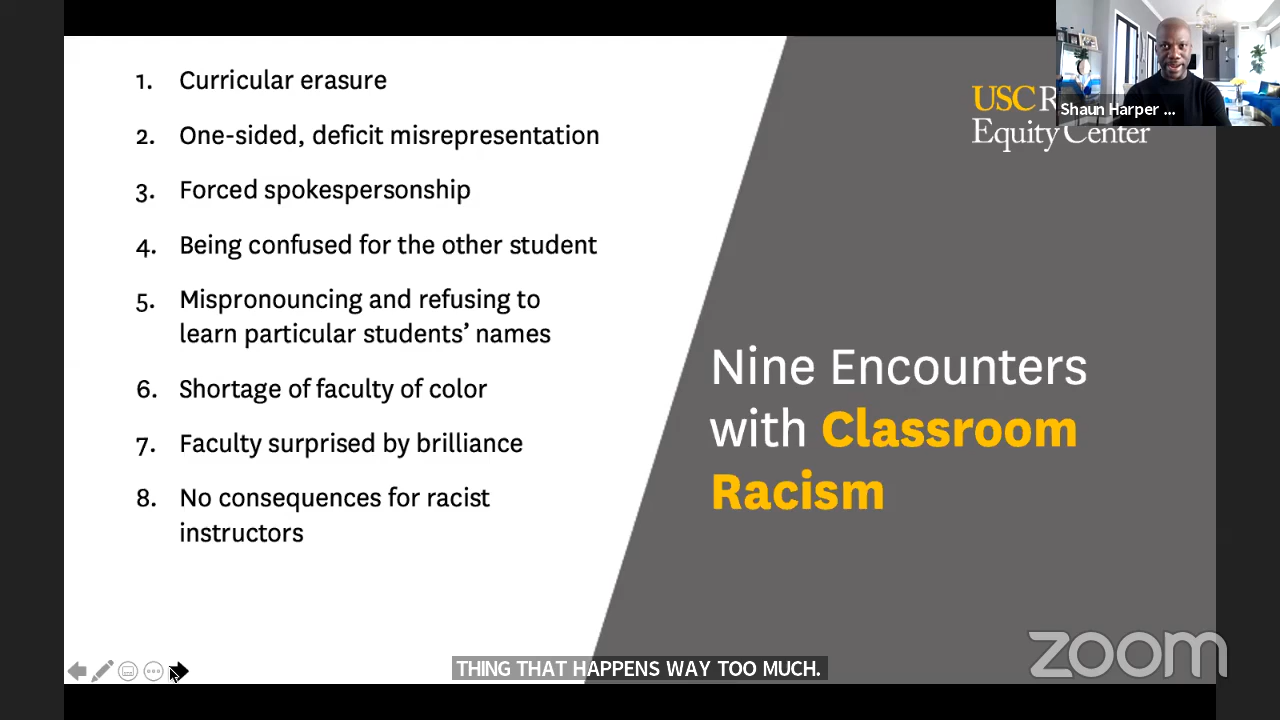 1. Curricular erasure
2. One-sided, deficit misrepresentation
3. Forced spokespersonship
4. Being confused for the other student
5. Mispronouncing and refusing to
learn particular students’ names
6. Shortage of faculty of color
7. Faculty surprised by brilliance
8. No consequences for racist
instructors
USC R
Equity Center
Shaun Harper ...
Nine Encounters
with Classroom
Racism
THING THAT HAPPENS WAY TOO MUCH.
zoom